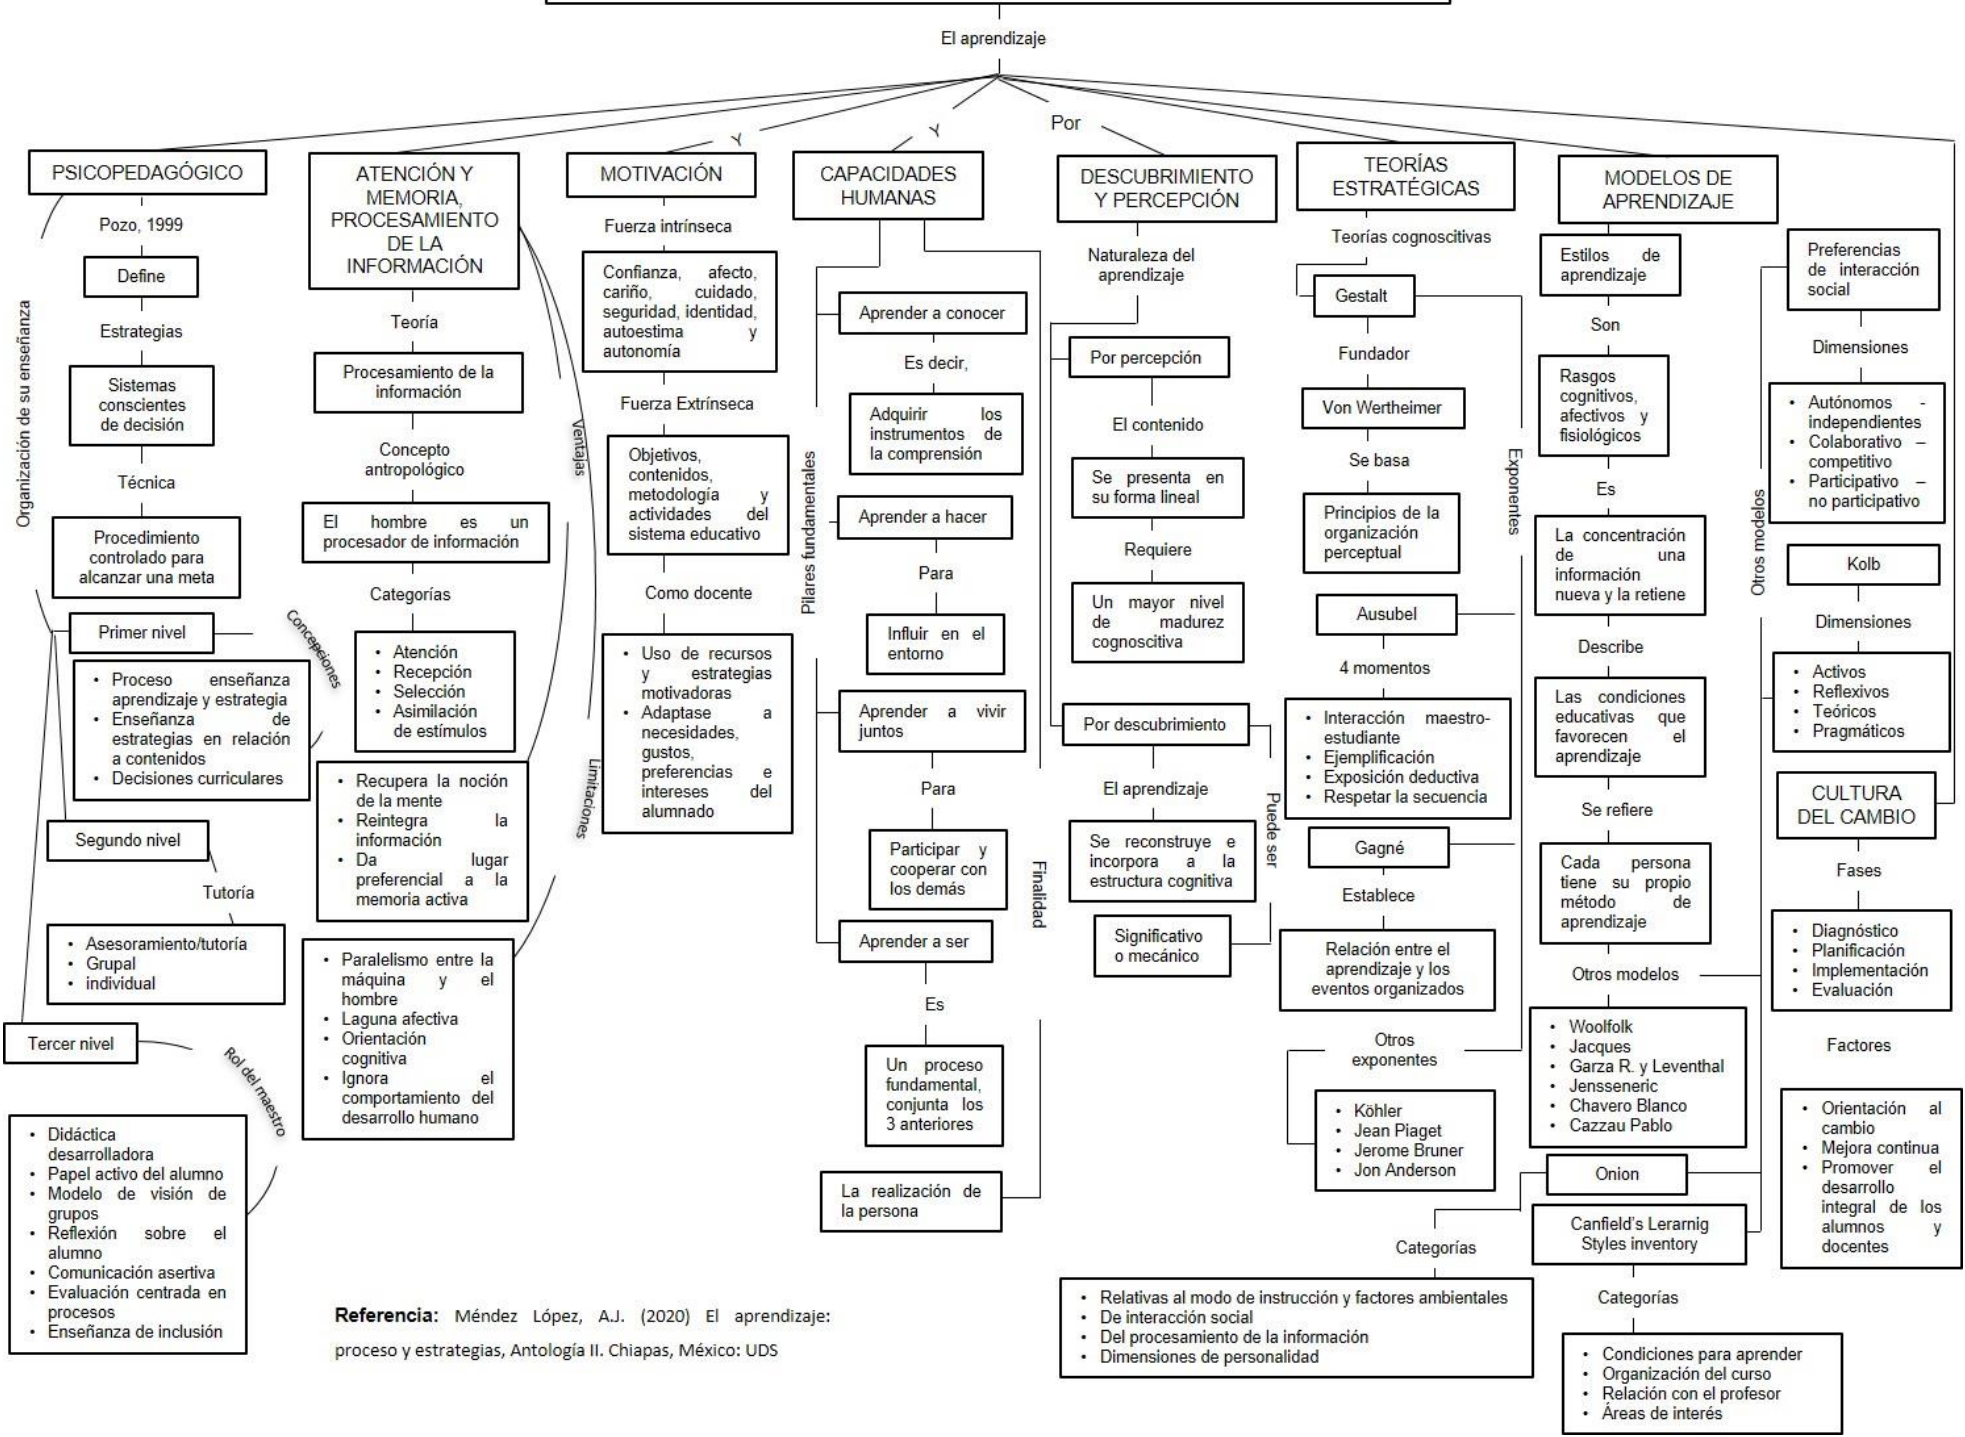 El aprendizaje
Y
Y
Por
PSICOPEDAGÓGICO
Pozo, 1999
Define
Estrategias
Sistemas
conscientes
de decisión
Técnica
Procedimiento
controlado para
alcanzar una meta
Organización de su enseñanza
Primer nivel
Concepciones
• Proceso enseñanza
aprendizaje y estrategia
• Enseñanza de
estrategias en relación
a contenidos
• Decisiones curriculares
Segundo nivel
Tutoría
• Asesoramiento/tutoría
• Grupal
• individual
Tercer nivel
Rol del maestro
• Didáctica
desarrolladora
• Papel activo del alumno
• Modelo de visión de
grupos
• Reflexión sobre el
alumno
• Comunicación asertiva
• Evaluación centrada en
procesos
• Enseñanza de inclusión
ATENCIÓN Y
MEMORIA,
PROCESAMIENTO
DE LA
INFORMACIÓN
Teoría
Procesamiento de la
información
Concepto
antropológico
El hombre es un
procesador de información
Categorías
• Atención
• Recepción
• Selección
• Asimilación
de estímulos
Ventajas
• Recupera la noción
de la mente
• Reintegra la
información
• Da lugar
preferencial a la
memoria activa
Limitaciones
• Paralelismo entre la
máquina y el
hombre
• Laguna afectiva
• Orientación
cognitiva
• Ignora el
comportamiento del
desarrollo humano
MOTIVACIÓN
Fuerza intrínseca
Confianza, afecto,
cariño, cuidado,
seguridad, identidad,
autoestima y
autonomía
Fuerza Extrínseca
Objetivos,
contenidos,
metodología y
actividades del
sistema educativo
Como docente
• Uso de recursos
y estrategias
motivadoras
• Adaptase a
necesidades,
gustos,
preferencias e
intereses del
alumnado
CAPACIDADES
HUMANAS
Pilares fundamentales
Aprender a conocer
Es decir,
Adquirir los
instrumentos de
la comprensión
Aprender a hacer
Para
Influir en el
entorno
Aprender a vivir
juntos
Para
Participar y
cooperar con
los demás
Aprender a ser
Es
Un proceso
fundamental,
conjunta los
3 anteriores
Finalidad
La realización de
la persona
DESCUBRIMIENTO
Y PERCEPCIÓN
Naturaleza del
aprendizaje
Por percepción
El contenido
Se presenta en
su forma lineal
Requiere
Un mayor nivel
de madurez
cognoscitiva
Por descubrimiento
El aprendizaje
Se reconstruye e
incorpora a la
estructura cognitiva
Puede ser
Significativo
o mecánico
TEORÍAS
ESTRATÉGICAS
Teorías cognoscitivas
Gestalt
Fundador
Von Wertheimer
Se basa
Principios de la
organización
perceptual
Exponentes
Ausubel
4 momentos
• Interacción maestro-
estudiante
• Ejemplificación
• Exposición deductiva
• Respetar la secuencia
Gagné
Establece
Relación entre el
aprendizaje y los
eventos organizados
Otros
exponentes
• Köhler
• Jean Piaget
• Jerome Bruner
• Jon Anderson
MODELOS DE
APRENDIZAJE
Estilos de
aprendizaje
Son
Rasgos
cognitivos,
afectivos y
fisiológicos
Es
La concentración
de una
información
nueva y la retiene
Describe
Las condiciones
educativas que
favorecen el
aprendizaje
Se refiere
Cada persona
tiene su propio
método de
aprendizaje
Otros modelos
• Woolfolk
• Jacques
• Garza R. y Leventhal
• Jensseneric
• Chavero Blanco
• Cazzau Pablo
Otros modelos
Onion
Categorías
• Relativas al modo de instrucción y factores ambientales
• De interacción social
• Del procesamiento de la información
• Dimensiones de personalidad
Canfield's Lerarnig
Styles inventory
Categorías
• Condiciones para aprender
• Organización del curso
• Relación con el profesor
• Áreas de interés
Preferencias
de interacción
social
Dimensiones
• Autónomos -
independientes
• Colaborativo –
competitivo
• Participativo –
no participativo
Kolb
Dimensiones
• Activos
• Reflexivos
• Teóricos
• Pragmáticos
CULTURA
DEL CAMBIO
Fases
• Diagnóstico
• Planificación
• Implementación
• Evaluación
Factores
• Orientación al
cambio
• Mejora continua
• Promover el
desarrollo
integral de los
alumnos y
docentes
Referencia: Méndez López, A.J. (2020) El aprendizaje:
proceso y estrategias, Antología II. Chiapas, México: UDS